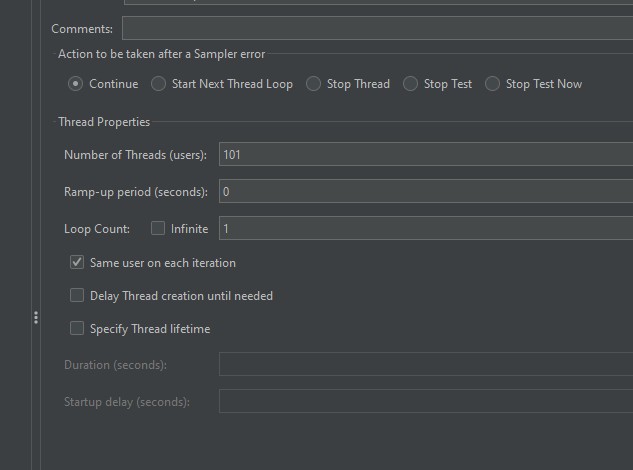 Comments:
Action to be taken after a Sampler error
Continue Start Next Thread Loop Stop Thread Stop Test Stop Test Now
Thread Properties
Number of Threads (users): 101
Ramp-up period (seconds): 0
Loop Count: Infinite 1
Same user on each iteration
Delay Thread creation until needed
Specify Thread lifetime
Duration (seconds):
Startup delay (seconds):